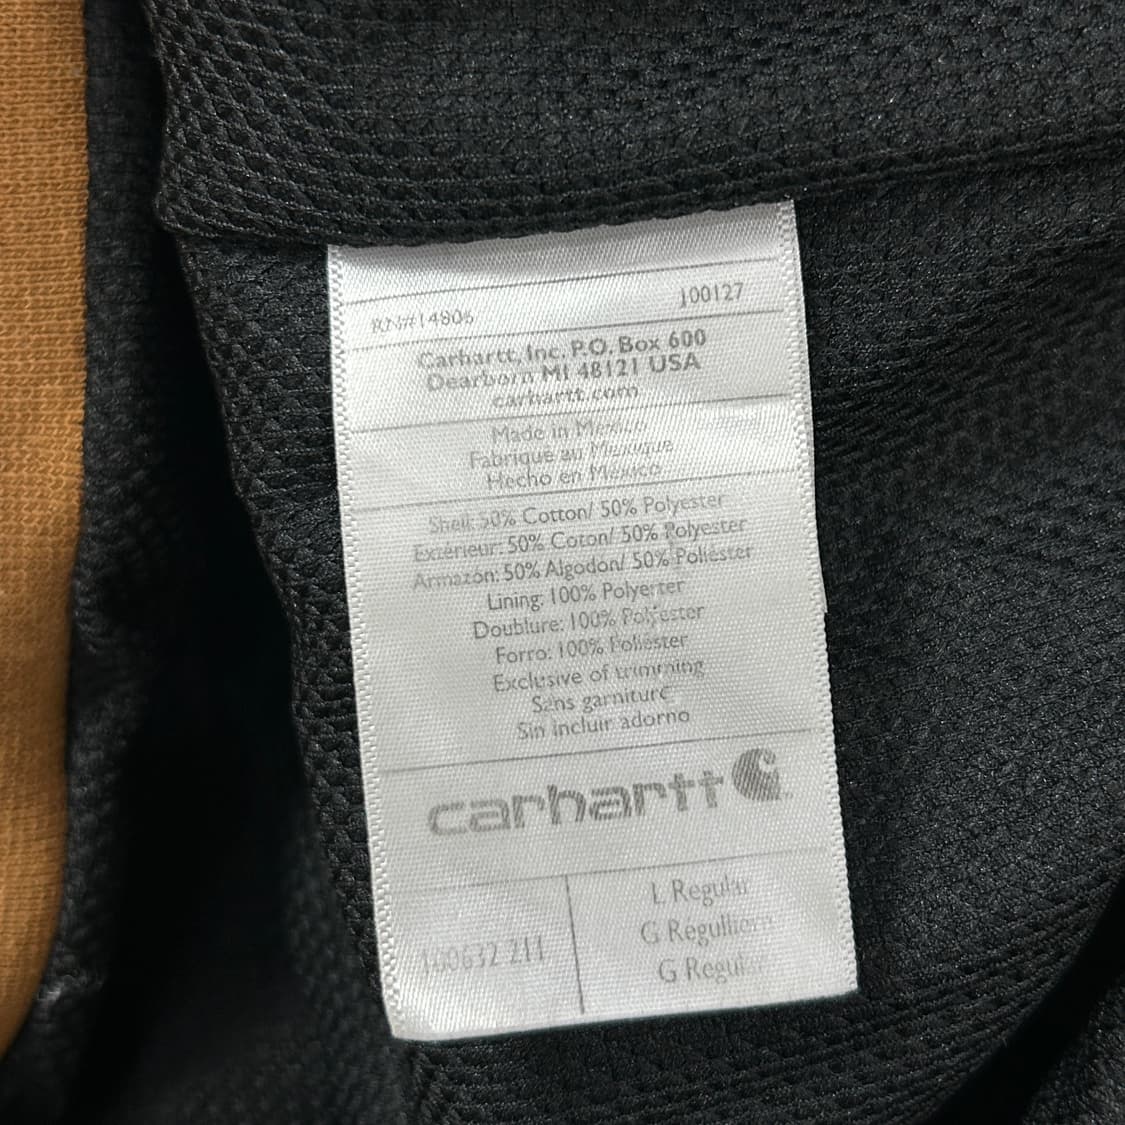 RN#14806
100127
Carhartt, Inc. P.O. Box 600
Dearborn MI 48121 USA
carhartt.com
Made in Mexico
Fabriqué au Mexique
Hecho en México
Shell: 50% Cotton/ 50% Polyester
Extérieur: 50% Coton/ 50% Polyester
Armazón: 50% Algodon/ 50% Poliéster
Lining: 100% Polyester
Doublure: 100% Polyester
Forro: 100% Poliéster
Exclusive of trimming
Sans garniture
Sin incluir adorno
carhartt
100632 211
L Regular
G Régulliere
G Regular